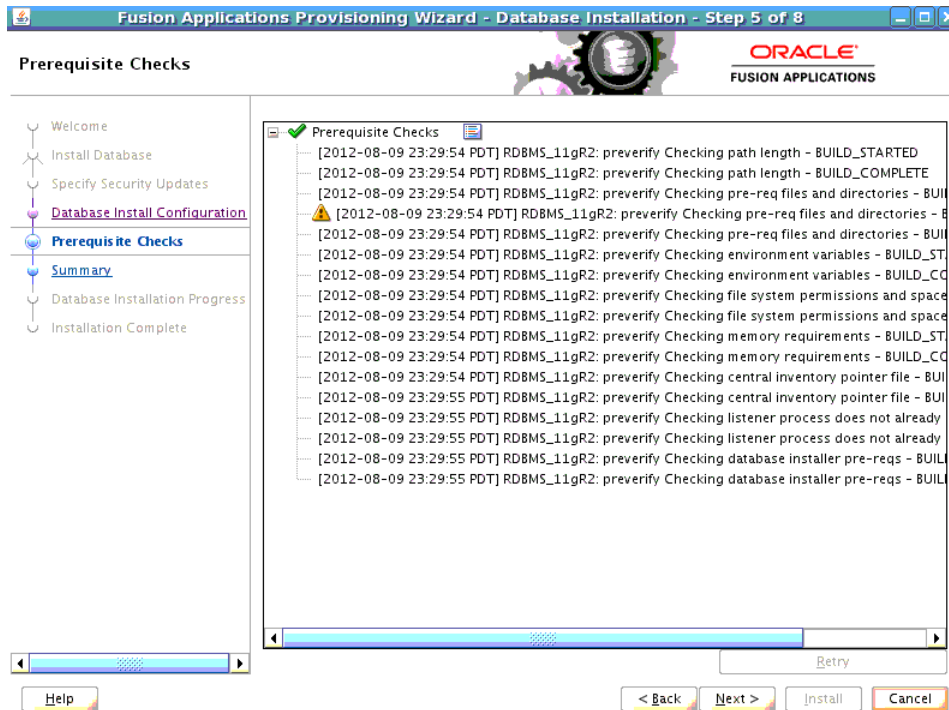 Fusion Applications Provisioning Wizard - Database Installation - Step 5 of 8
Prerequisite Checks
ORACLE
FUSION APPLICATIONS
Welcome
Install Database
Specify Security Updates
Database Install Configuration
Prerequisite Checks
Summary
Database Installation Progress
Installation Complete
Prerequisite Checks
[2012-08-09 23:29:54 PDT] RDBMS_11gR2: preverify Checking path length - BUILD_STARTED
[2012-08-09 23:29:54 PDT] RDBMS_11gR2: preverify Checking path length - BUILD_COMPLETE
[2012-08-09 23:29:54 PDT] RDBMS_11gR2: preverify Checking pre-req files and directories - BUI
[2012-08-09 23:29:54 PDT] RDBMS_11gR2: preverify Checking pre-req files and directories - B
[2012-08-09 23:29:54 PDT] RDBMS_11gR2: preverify Checking pre-req files and directories - BUI
[2012-08-09 23:29:54 PDT] RDBMS_11gR2: preverify Checking environment variables - BUILD_ST
[2012-08-09 23:29:54 PDT] RDBMS_11gR2: preverify Checking environment variables - BUILD_CO
[2012-08-09 23:29:54 PDT] RDBMS_11gR2: preverify Checking file system permissions and space
[2012-08-09 23:29:54 PDT] RDBMS_11gR2: preverify Checking file system permissions and space
[2012-08-09 23:29:54 PDT] RDBMS_11gR2: preverify Checking memory requirements - BUILD_ST
[2012-08-09 23:29:54 PDT] RDBMS_11gR2: preverify Checking memory requirements - BUILD_CO
[2012-08-09 23:29:54 PDT] RDBMS_11gR2: preverify Checking central inventory pointer file - BUI
[2012-08-09 23:29:55 PDT] RDBMS_11gR2: preverify Checking central inventory pointer file - BUI
[2012-08-09 23:29:55 PDT] RDBMS_11gR2: preverify Checking listener process does not already
[2012-08-09 23:29:55 PDT] RDBMS_11gR2: preverify Checking listener process does not already
[2012-08-09 23:29:55 PDT] RDBMS_11gR2: preverify Checking database installer pre-reqs - BUIL
[2012-08-09 23:29:55 PDT] RDBMS_11gR2: preverify Checking database installer pre-reqs - BUIL
Retry
Help
< Back
Next >
Install
Cancel